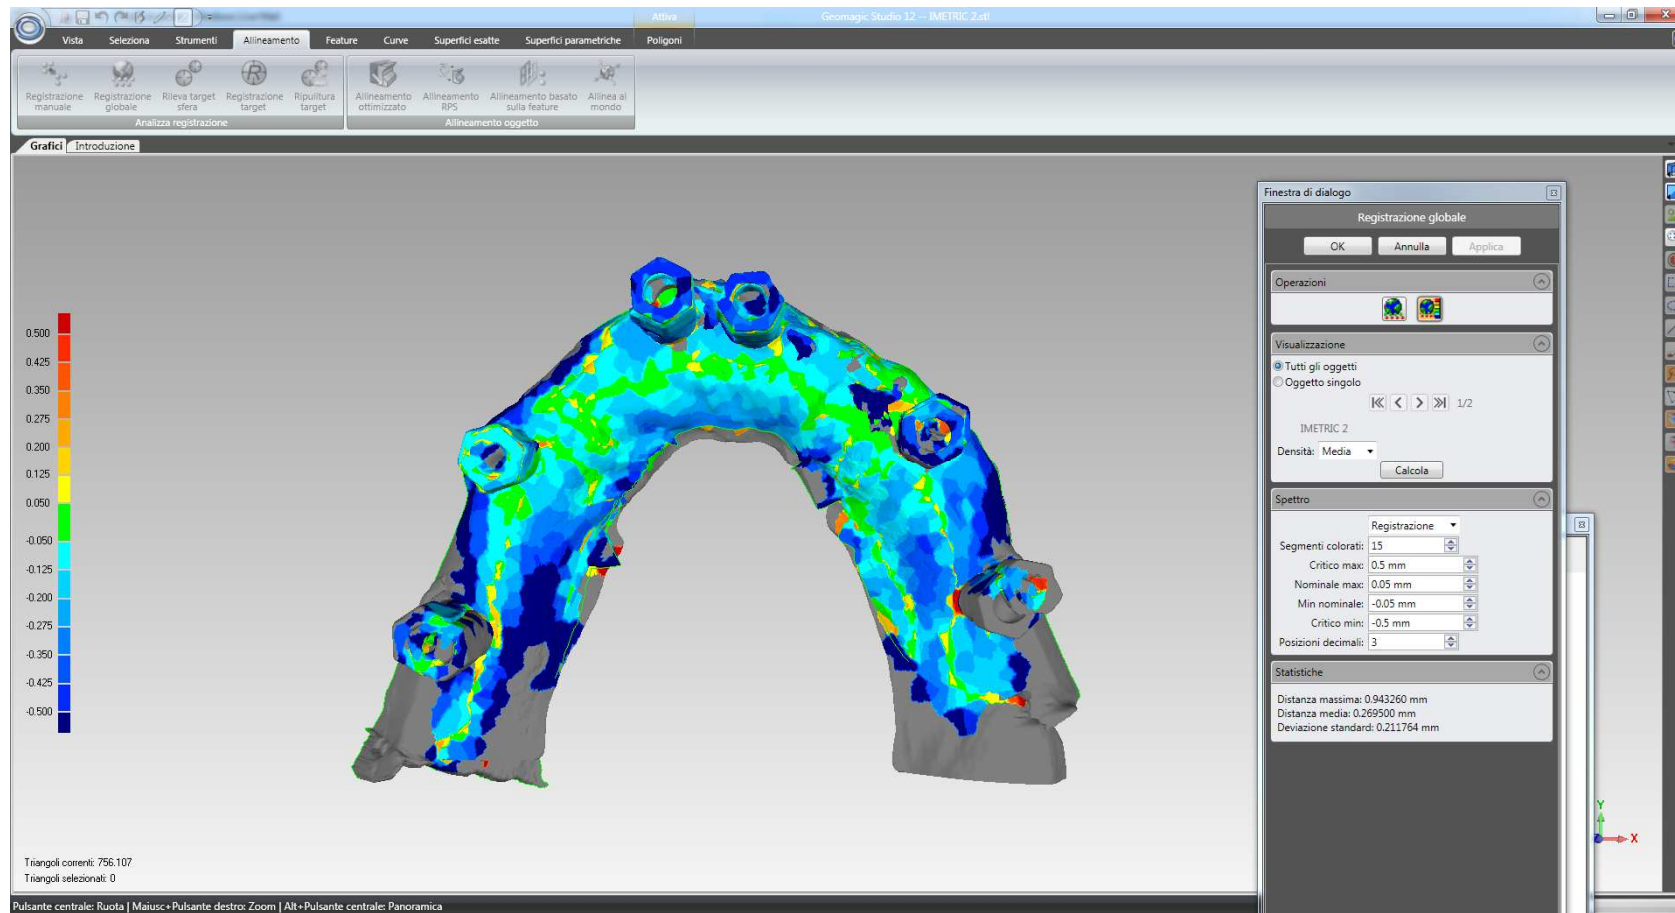 Attiva
Geomagic Studio 12 -- IMETRIC 2.stl
Vista Seleziona Strumenti Allineamento Feature Curve Superfici esatte Superfici parametriche Poligoni
Registrazione manuale
Registrazione globale
Rileva target sfera
Registrazione target
Ripulitura target
Allineamento ottimizzato
Allineamento RPS
Allineamento basato sulla feature
Allinea al mondo
Analizza registrazione
Allineamento oggetto
Grafici Introduzione
0.500
0.425
0.350
0.275
0.200
0.125
0.050
-0.050
-0.125
-0.200
-0.275
-0.350
-0.425
-0.500
Finestra di dialogo
Registrazione globale
OK Annulla Applica
Operazioni
Visualizzazione
Tutti gli oggetti
Oggetto singolo
1/2
IMETRIC 2
Densità: Media
Calcola
Spettro
Registrazione
Segmenti colorati: 15
Critico max: 0.5 mm
Nominale max: 0.05 mm
Min nominale: -0.05 mm
Critico min: -0.5 mm
Posizioni decimali: 3
Statistiche
Distanza massima: 0.943260 mm
Distanza media: 0.269500 mm
Deviazione standard: 0.211764 mm
Y
X
Triangoli correnti: 756.107
Triangoli selezionati: 0
Pulsante centrale: Ruota | Maiusc+Pulsante destro: Zoom | Alt+Pulsante centrale: Panoramica